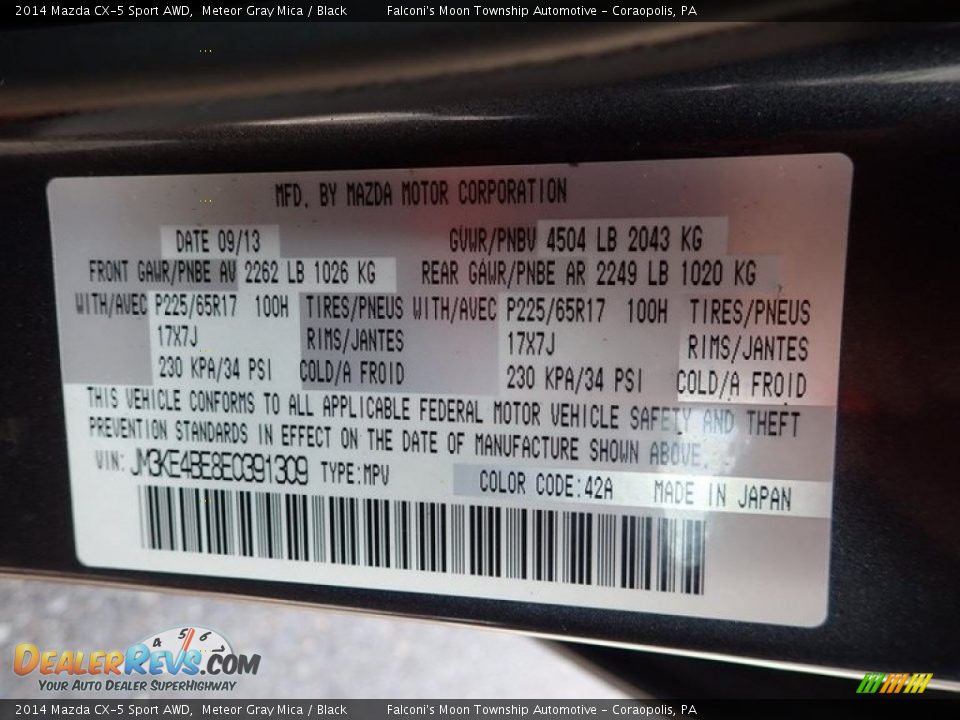 2014 Mazda CX-5 Sport AWD, Meteor Gray Mica / Black Falconi's Moon Township Automotive - Coraopolis, PA
MFD. BY MAZDA MOTOR CORPORATION
DATE 09/13 GVWR/PNBV 4504 LB 2043 KG
FRONT GAWR/PNBE AV 2262 LB 1026 KG REAR GAWR/PNBE AR 2249 LB 1020 KG
WITH/AVEC P225/65R17 100H TIRES/PNEUS WITH/AVEC P225/65R17 100H TIRES/PNEUS
17X7J RIMS/JANTES 17X7J RIMS/JANTES
230 KPA/34 PSI COLD/A FROID 230 KPA/34 PSI COLD/A FROID
THIS VEHICLE CONFORMS TO ALL APPLICABLE FEDERAL MOTOR VEHICLE SAFETY AND THEFT
PREVENTION STANDARDS IN EFFECT ON THE DATE OF MANUFACTURE SHOWN ABOVE.
VIN: JM3KE4BE8E0391309 TYPE:MPV COLOR CODE:42A MADE IN JAPAN
4 5 6
DEALERREVS.COM
YOUR AUTO DEALER SUPERHIGHWAY
2014 Mazda CX-5 Sport AWD, Meteor Gray Mica / Black Falconi's Moon Township Automotive - Coraopolis, PA